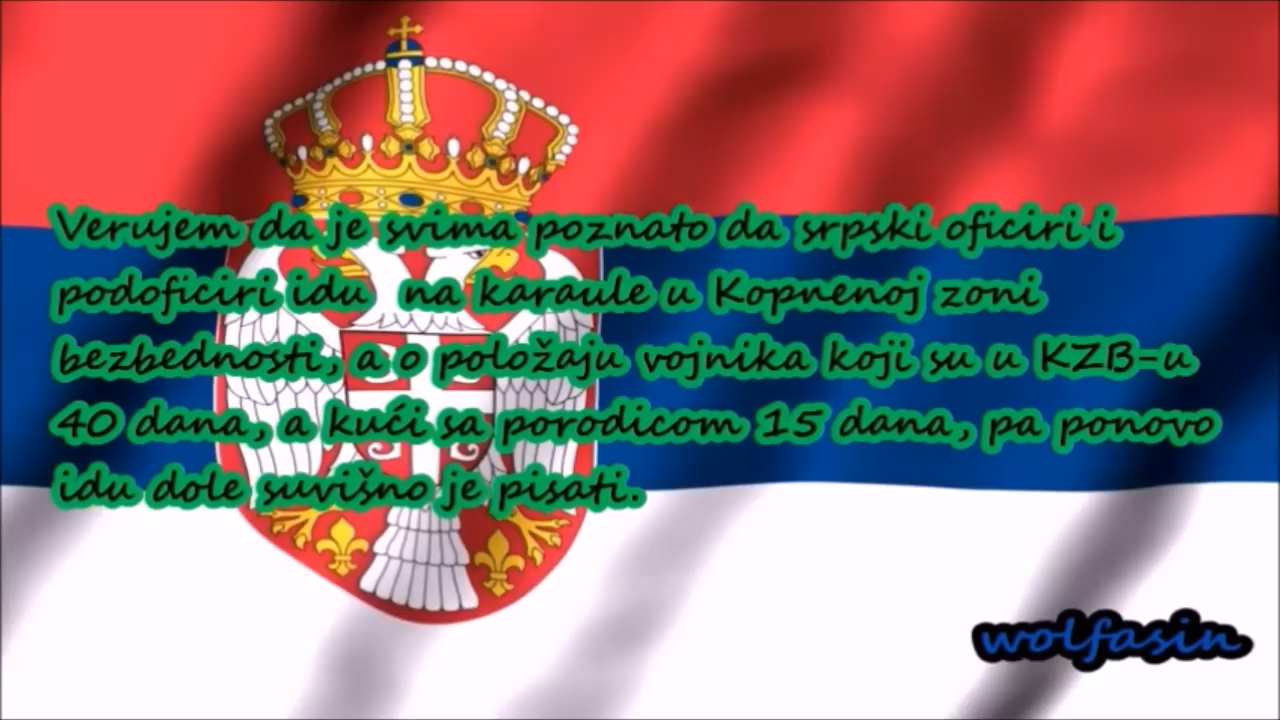 Verujem da je svima poznato da srpski oficiri i
podoficiri idu na karaule u Kopnenoj zoni
bezbednosti, a o položaju vojnika koji su u KZB-u
40 dana, a kući sa porodicom 15 dana, pa ponovo
idu dole suvišno je pisati.
wolfasin